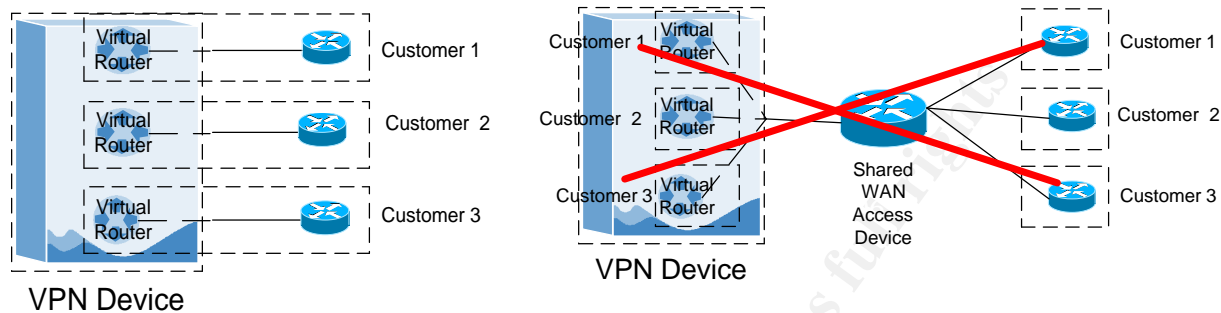 Virtual
Router
Customer 1
Virtual
Router
Customer 2
Virtual
Router
Customer 3
VPN Device
Customer 1
Virtual
Router
Customer 2
Virtual
Router
Customer 3
Virtual
Router
VPN Device
Shared
WAN
Access
Device
Customer 1
Customer 2
Customer 3
full rights